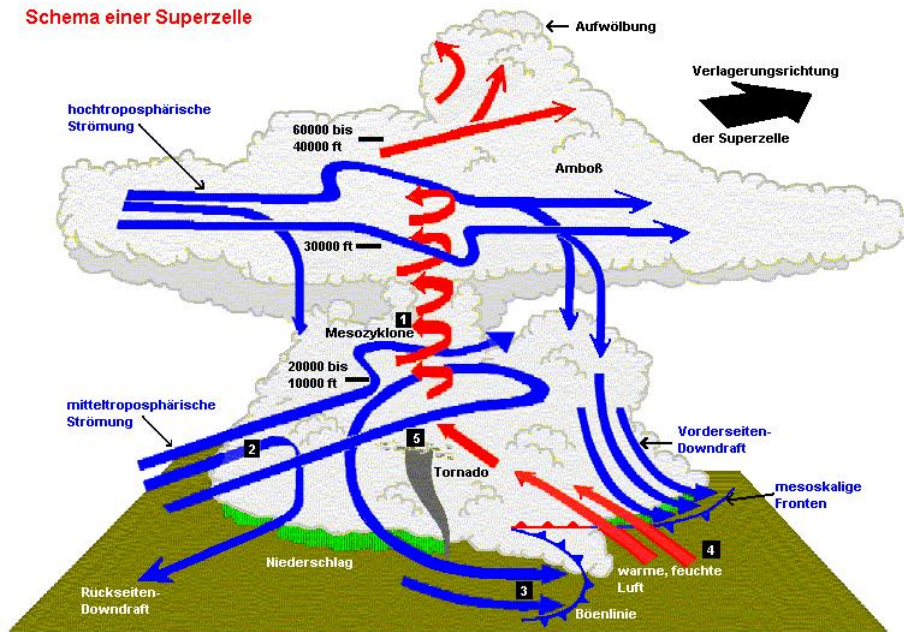 Schema einer Superzelle
Aufwölbung
Verlagerungsrichtung
der Superzelle
hochtroposphärische
Strömung
60000 bis
40000 ft
Amboß
30000 ft
1
Mesozyklone
20000 bis
10000 ft
mitteltroposphärische
Strömung
2
5
Tornado
Vorderseiten-
Downdraft
mesoskalige
Fronten
4
Niederschlag
warme, feuchte
Luft
Rückseiten-
Downdraft
3
Böenlinie